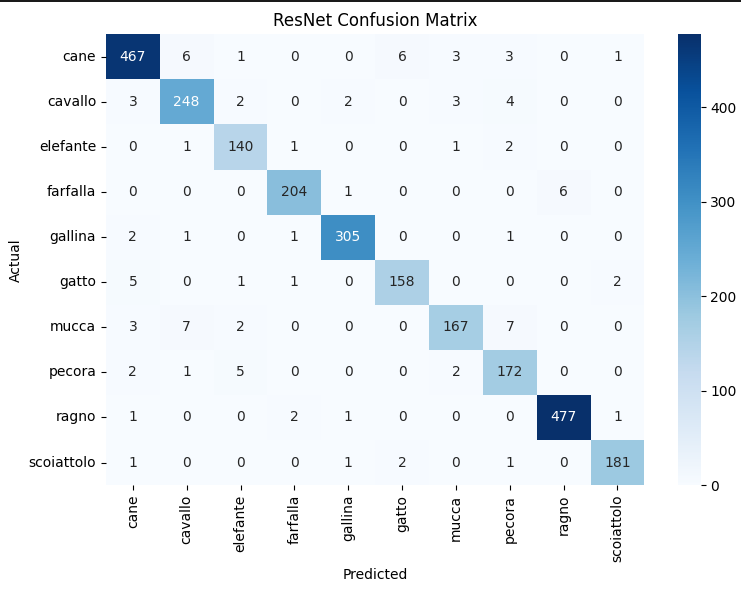 ResNet Confusion Matrix
cane 467 6 1 0 0 6 3 3 0 1
cavallo 3 248 2 0 2 0 3 4 0 0
elefante 0 1 140 1 0 0 1 2 0 0
farfalla 0 0 0 204 1 0 0 0 6 0
gallina 2 1 0 1 305 0 0 1 0 0
gatto 5 0 1 1 0 158 0 0 0 2
mucca 3 7 2 0 0 0 167 7 0 0
pecora 2 1 5 0 0 0 2 172 0 0
ragno 1 0 0 2 1 0 0 0 477 1
scoiattolo 1 0 0 0 1 2 0 1 0 181
cane cavallo elefante farfalla gallina gatto mucca pecora ragno scoiattolo
Predicted
Actual
400
300
200
100
0